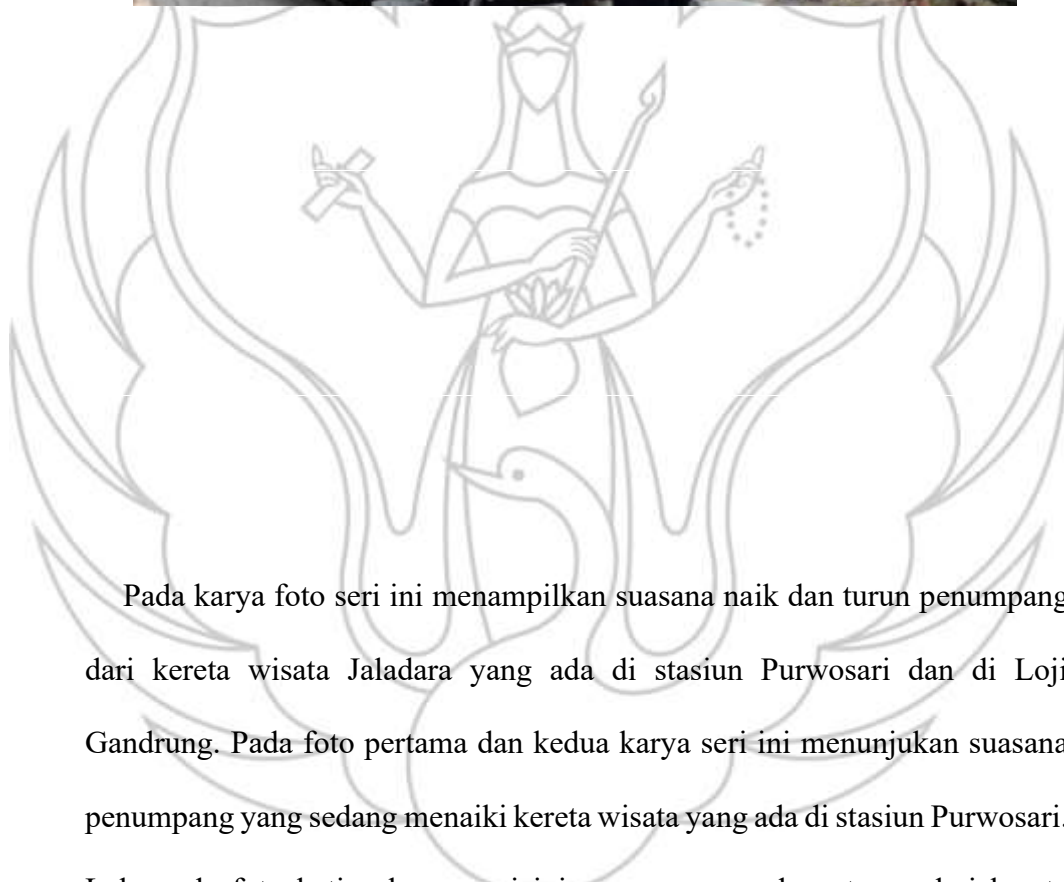 Pada karya foto seri ini menampilkan suasana naik dan turun penumpang
dari kereta wisata Jaladara yang ada di stasiun Purwosari dan di Loji
Gandrung. Pada foto pertama dan kedua karya seri ini menunjukan suasana
penumpang yang sedang menaiki kereta wisata yang ada di stasiun Purwosari.